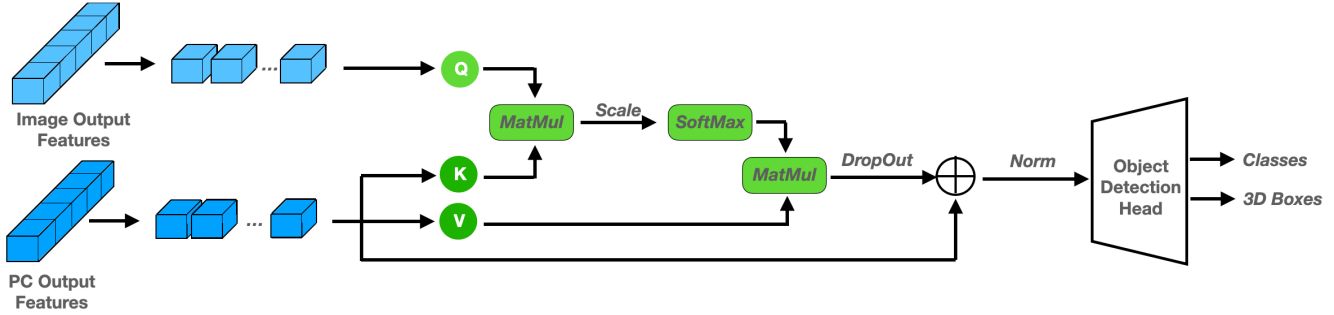 Image Output
Features
...
Q
MatMul
Scale
SoftMax
K
MatMul
DropOut
Norm
Object
Detection
Head
Classes
3D Boxes
...
V
PC Output
Features